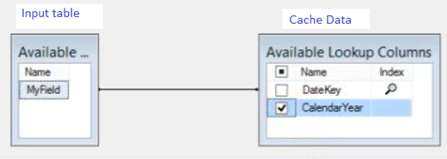 Input table
Cache Data
Available ...
Name
MyField
Available Lookup Columns
Name Index
DateKey
CalendarYear